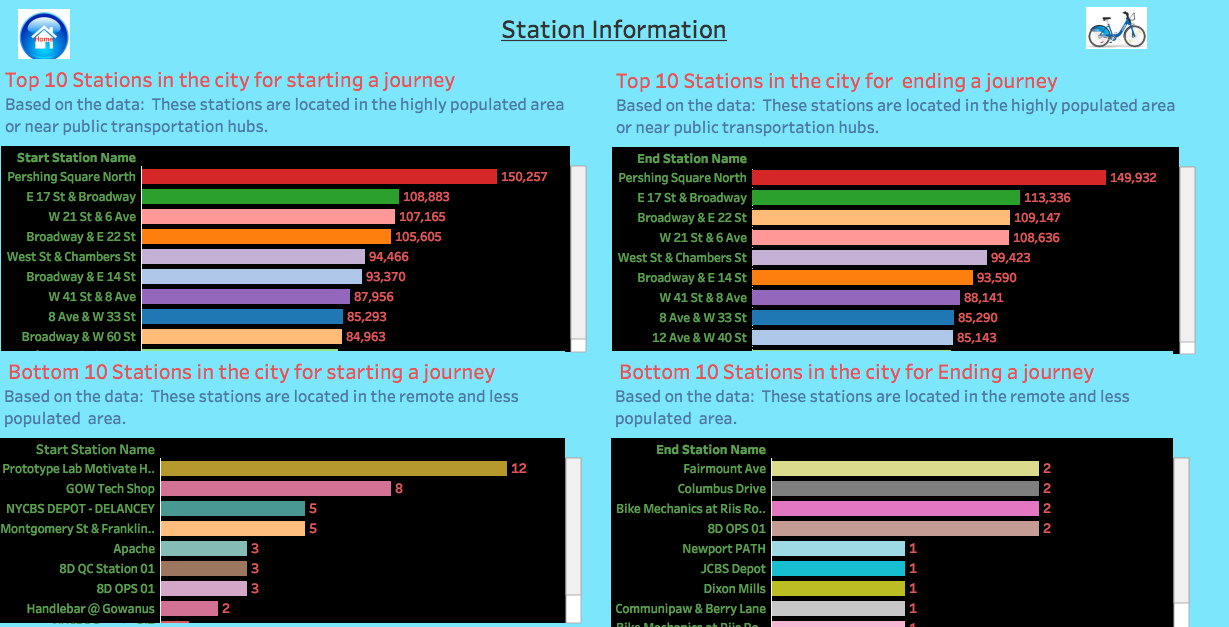 Home
Station Information
Top 10 Stations in the city for starting a journey
Based on the data:  These stations are located in the highly populated area
or near public transportation hubs.
Start Station Name
Pershing Square North 150,257
E 17 St & Broadway 108,883
W 21 St & 6 Ave 107,165
Broadway & E 22 St 105,605
West St & Chambers St 94,466
Broadway & E 14 St 93,370
W 41 St & 8 Ave 87,956
8 Ave & W 33 St 85,293
Broadway & W 60 St 84,963
Top 10 Stations in the city for  ending a journey
Based on the data:  These stations are located in the highly populated area
or near public transportation hubs.
End Station Name
Pershing Square North 149,932
E 17 St & Broadway 113,336
Broadway & E 22 St 109,147
W 21 St & 6 Ave 108,636
West St & Chambers St 99,423
Broadway & E 14 St 93,590
W 41 St & 8 Ave 88,141
8 Ave & W 33 St 85,290
12 Ave & W 40 St 85,143
Bottom 10 Stations in the city for starting a journey
Based on the data:  These stations are located in the remote and less
populated  area.
Start Station Name
Prototype Lab Motivate H.. 12
GOW Tech Shop 8
NYCBS DEPOT - DELANCEY 5
Montgomery St & Franklin.. 5
Apache 3
8D QC Station 01 3
8D OPS 01 3
Handlebar @ Gowanus 2
Bottom 10 Stations in the city for Ending a journey
Based on the data:  These stations are located in the remote and less
populated  area.
End Station Name
Fairmount Ave 2
Columbus Drive 2
Bike Mechanics at Riis Ro.. 2
8D OPS 01 2
Newport PATH 1
JCBS Depot 1
Dixon Mills 1
Communipaw & Berry Lane 1
Bike Mechanics at Riis Ro.. 1